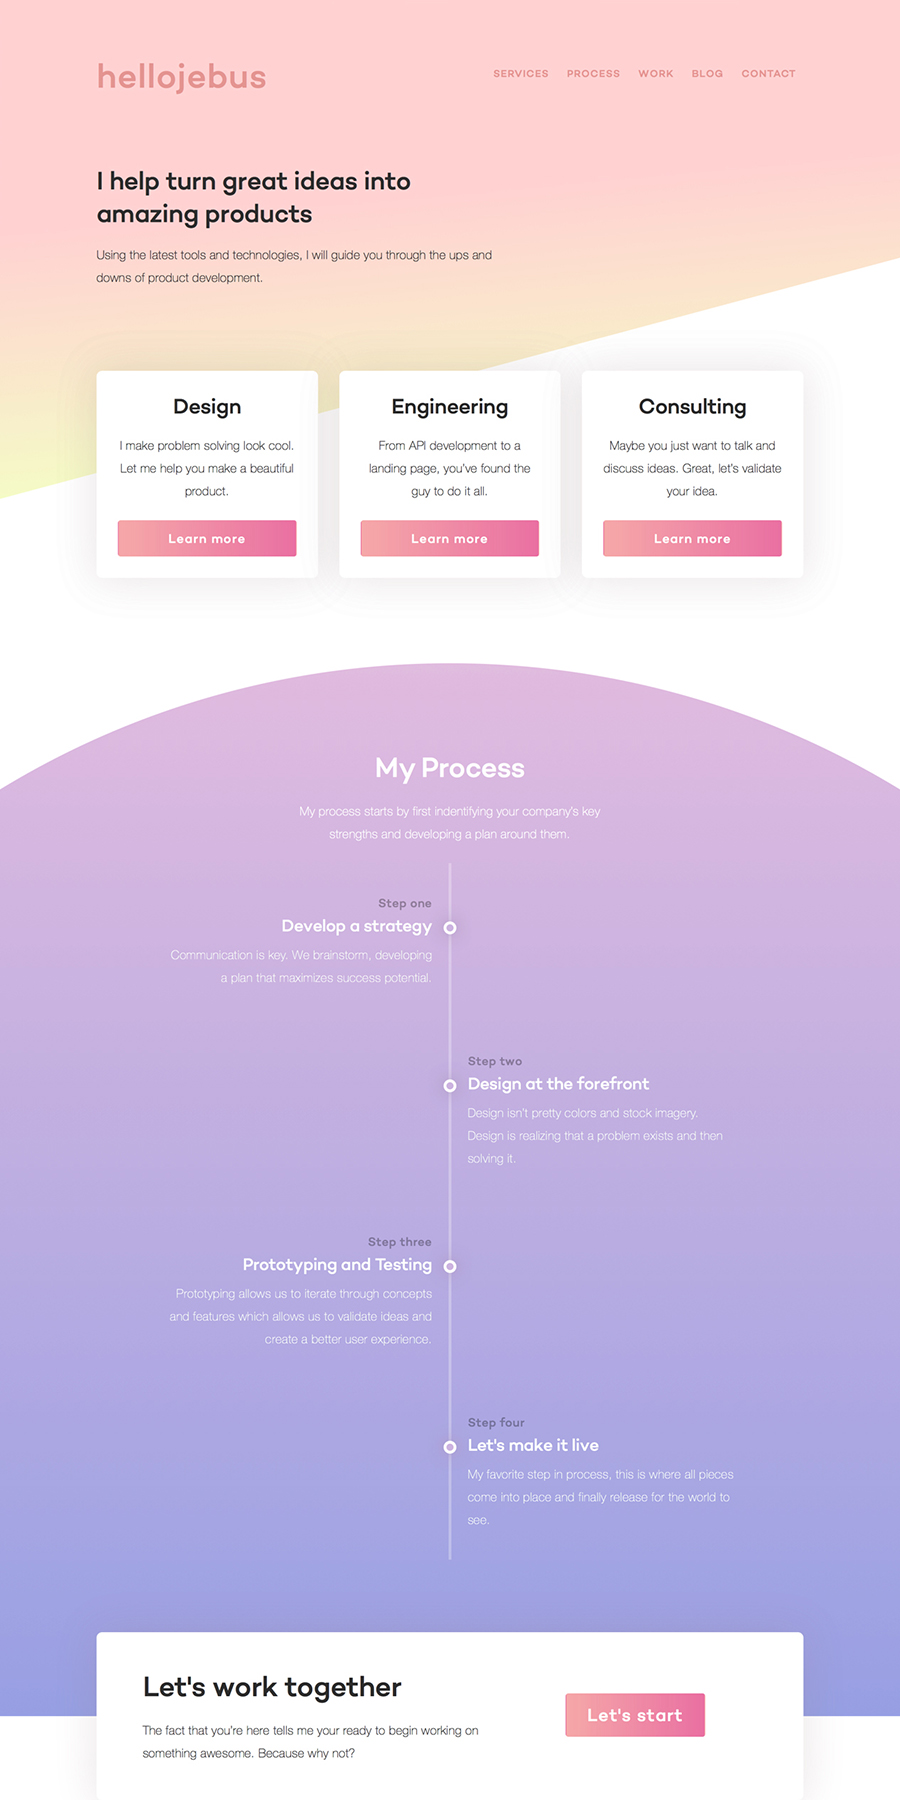 hellojebus
SERVICES PROCESS WORK BLOG CONTACT
I help turn great ideas into
amazing products
Using the latest tools and technologies, I will guide you through the ups and
downs of product development.
Design
I make problem solving look cool.
Let me help you make a beautiful
product.
Learn more
Engineering
From API development to a
landing page, you've found the
guy to do it all.
Learn more
Consulting
Maybe you just want to talk and
discuss ideas. Great, let's validate
your idea.
Learn more
My Process
My process starts by first indentifying your company's key
strengths and developing a plan around them.
Step one
Develop a strategy
Communication is key. We brainstorm, developing
a plan that maximizes success potential.
Step two
Design at the forefront
Design isn't pretty colors and stock imagery.
Design is realizing that a problem exists and then
solving it.
Step three
Prototyping and Testing
Prototyping allows us to iterate through concepts
and features which allows us to validate ideas and
create a better user experience.
Step four
Let's make it live
My favorite step in process, this is where all pieces
come into place and finally release for the world to
see.
Let's work together
The fact that you're here tells me your ready to begin working on
something awesome. Because why not?
Let's start